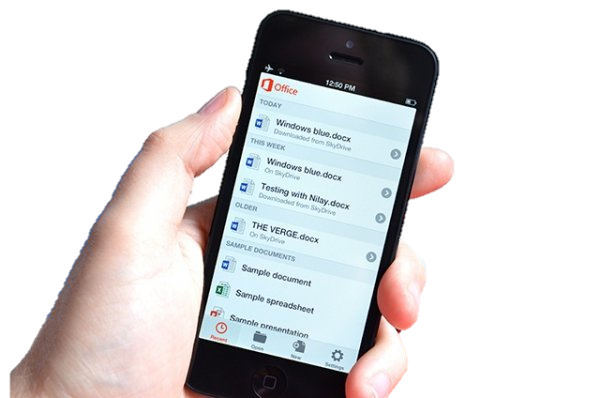 12:50 PM
Office
TODAY
Windows blue.docx
Downloaded from SkyDrive
THIS WEEK
Windows blue.docx
On SkyDrive
Testing with Nilay.docx
Downloaded from SkyDrive
OLDER
THE VERGE.docx
On SkyDrive
SAMPLE DOCUMENTS
Sample document
Sample spreadsheet
Sample presentation
Recent
Open
New
Settings